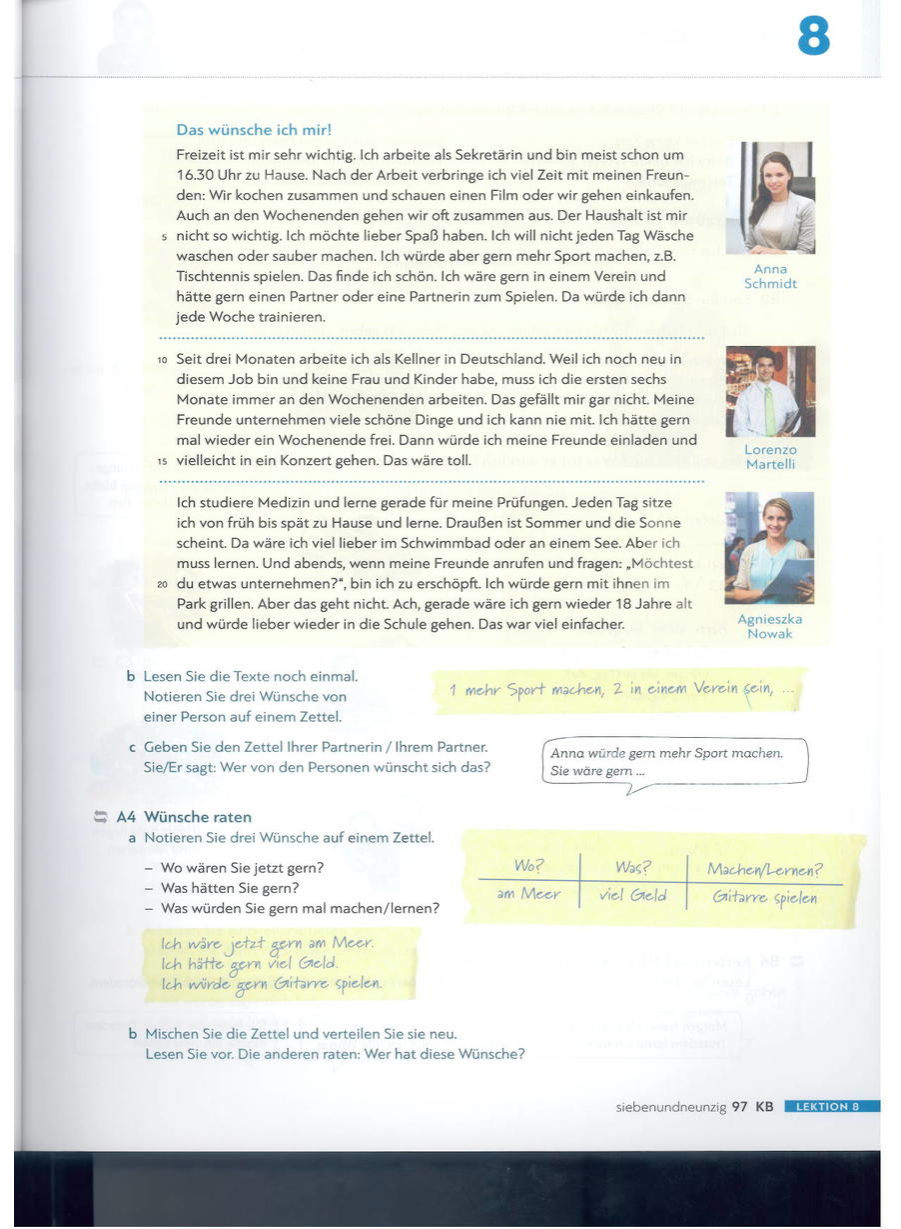 8
Das wünsche ich mir!
Freizeit ist mir sehr wichtig. Ich arbeite als Sekretärin und bin meist schon um
16.30 Uhr zu Hause. Nach der Arbeit verbringe ich viel Zeit mit meinen Freun-
den: Wir kochen zusammen und schauen einen Film oder wir gehen einkaufen.
Auch an den Wochenenden gehen wir oft zusammen aus. Der Haushalt ist mir
5 nicht so wichtig. Ich möchte lieber Spaß haben. Ich will nicht jeden Tag Wäsche
waschen oder sauber machen. Ich würde aber gern mehr Sport machen, z.B.
Tischtennis spielen. Das finde ich schön. Ich wäre gern in einem Verein und
hätte gern einen Partner oder eine Partnerin zum Spielen. Da würde ich dann
jede Woche trainieren.
Anna
Schmidt
10 Seit drei Monaten arbeite ich als Kellner in Deutschland. Weil ich noch neu in
diesem Job bin und keine Frau und Kinder habe, muss ich die ersten sechs
Monate immer an den Wochenenden arbeiten. Das gefällt mir gar nicht. Meine
Freunde unternehmen viele schöne Dinge und ich kann nie mit. Ich hätte gern
mal wieder ein Wochenende frei. Dann würde ich meine Freunde einladen und
15 vielleicht in ein Konzert gehen. Das wäre toll.
Lorenzo
Martelli
Ich studiere Medizin und lerne gerade für meine Prüfungen. Jeden Tag sitze
ich von früh bis spät zu Hause und lerne. Draußen ist Sommer und die Sonne
scheint. Da wäre ich viel lieber im Schwimmbad oder an einem See. Aber ich
muss lernen. Und abends, wenn meine Freunde anrufen und fragen: „Möchtest
20 du etwas unternehmen?“, bin ich zu erschöpft. Ich würde gern mit ihnen im
Park grillen. Aber das geht nicht. Ach, gerade wäre ich gern wieder 18 Jahre alt
und würde lieber wieder in die Schule gehen. Das war viel einfacher.
Agnieszka
Nowak
b Lesen Sie die Texte noch einmal.
Notieren Sie drei Wünsche von
einer Person auf einem Zettel.
1 mehr Sport machen, 2 in einem Verein sein, ...
c Geben Sie den Zettel Ihrer Partnerin / Ihrem Partner.
Sie/Er sagt: Wer von den Personen wünscht sich das?
Anna würde gern mehr Sport machen.
Sie wäre gern ...
A4 Wünsche raten
a Notieren Sie drei Wünsche auf einem Zettel.
– Wo wären Sie jetzt gern?
– Was hätten Sie gern?
– Was würden Sie gern mal machen/lernen?
Wo? Was? Machen/Lernen?
am Meer viel Geld Gitarre spielen
Ich wäre jetzt gern am Meer.
Ich hätte gern viel Geld.
Ich würde gern Gitarre spielen.
b Mischen Sie die Zettel und verteilen Sie sie neu.
Lesen Sie vor. Die anderen raten: Wer hat diese Wünsche?
siebenundneunzig 97 KB LEKTION 8